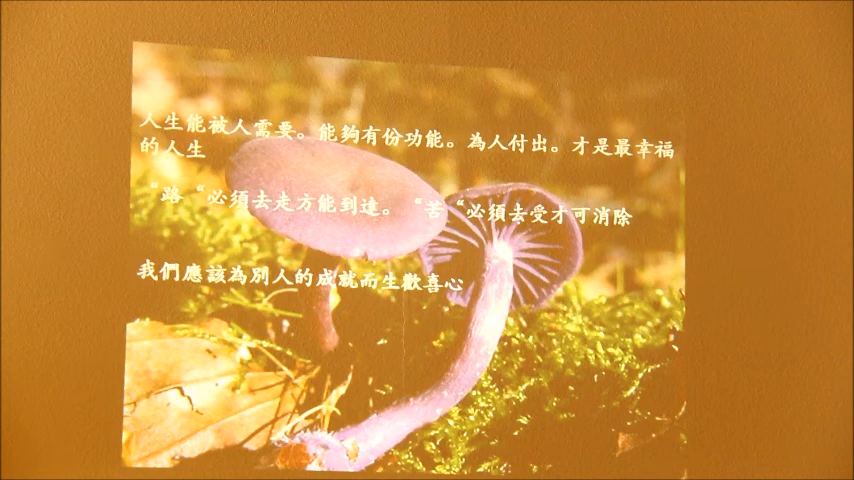 人生能被人需要。能夠有份功能。為人付出。才是最幸福
的人生
“路“必須去走方能到達。“苦“必須去受才可消除
我們應該為別人的成就而生歡喜心